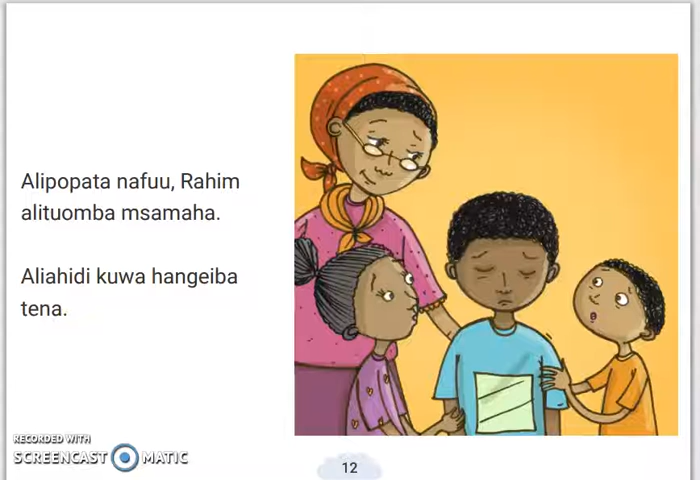 Alipopata nafuu, Rahim
alituomba msamaha.
Aliahidi kuwa hangeiba
tena.
RECORDED WITH
SCREENCAST MATIC
12